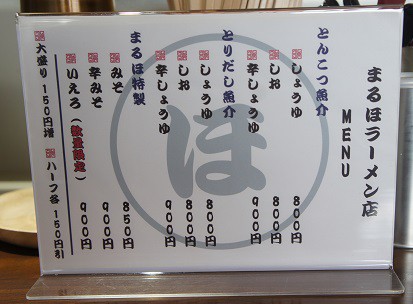 まるほラーメン店
MENU
とんこつ魚介
しょうゆ 800円
しお 800円
辛しょうゆ 900円
とりだし魚介
しょうゆ 800円
しお 800円
辛しょうゆ 900円
まるほ特製
みそ 850円
辛みそ 900円
いえろ(数量限定) 900円
大盛り 150円増
ハーフ 各150円引
ほ